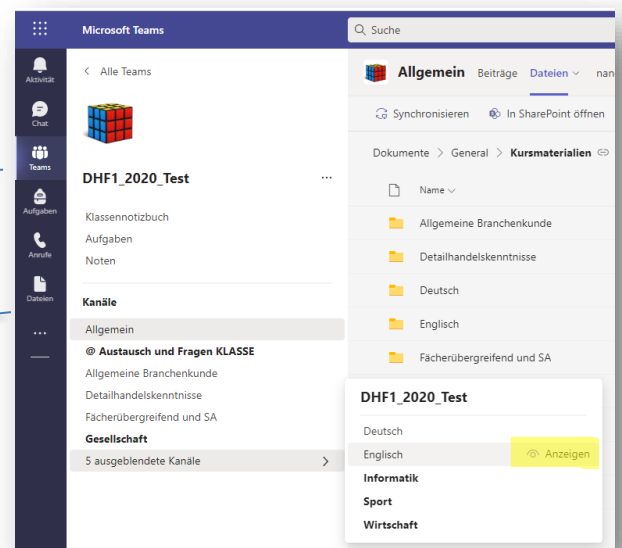 Microsoft Teams
Suche
Aktivität
Chat
Teams
Aufgaben
Anrufe
Dateien
...
< Alle Teams
DHF1_2020_Test ...
Klassennotizbuch
Aufgaben
Noten
Kanäle
Allgemein
@ Austausch und Fragen KLASSE
Allgemeine Branchenkunde
Detailhandelskenntnisse
Fächerübergreifend und SA
Gesellschaft
5 ausgeblendete Kanäle >
Allgemein Beiträge Dateien nan
Synchronisieren In SharePoint öffnen
Dokumente > General > Kursmaterialien
Name
Allgemeine Branchenkunde
Detailhandelskenntnisse
Deutsch
Englisch
Fächerübergreifend und SA
DHF1_2020_Test
Deutsch
Englisch Anzeigen
Informatik
Sport
Wirtschaft